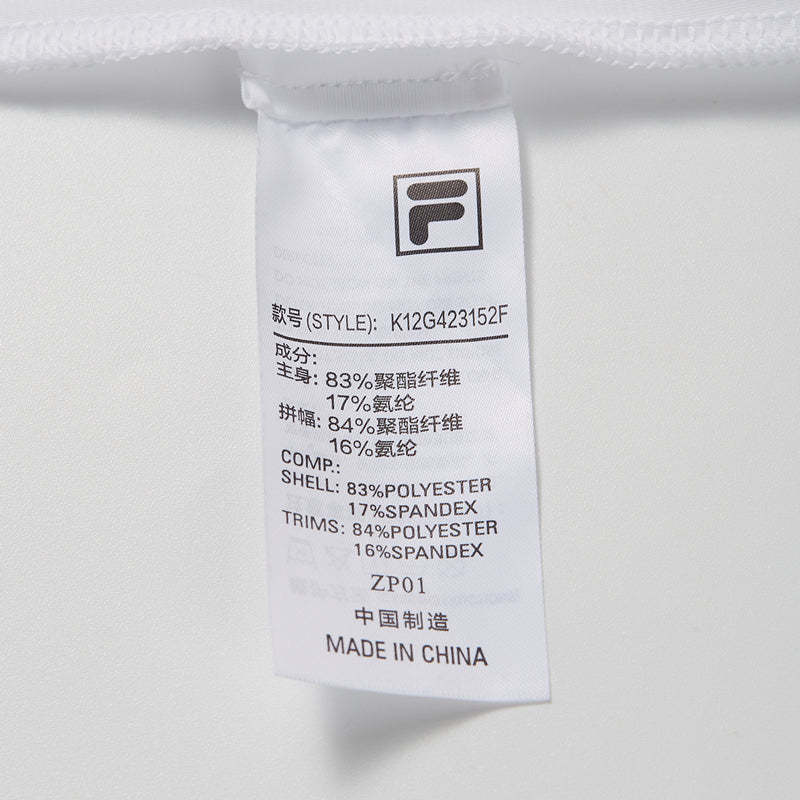 F
款号(STYLE): K12G423152F
成分:
主身: 83%聚酯纤维
17%氨纶
拼幅: 84%聚酯纤维
16%氨纶
COMP.:
SHELL: 83%POLYESTER
17%SPANDEX
TRIMS: 84%POLYESTER
16%SPANDEX
ZP01
中国制造
MADE IN CHINA